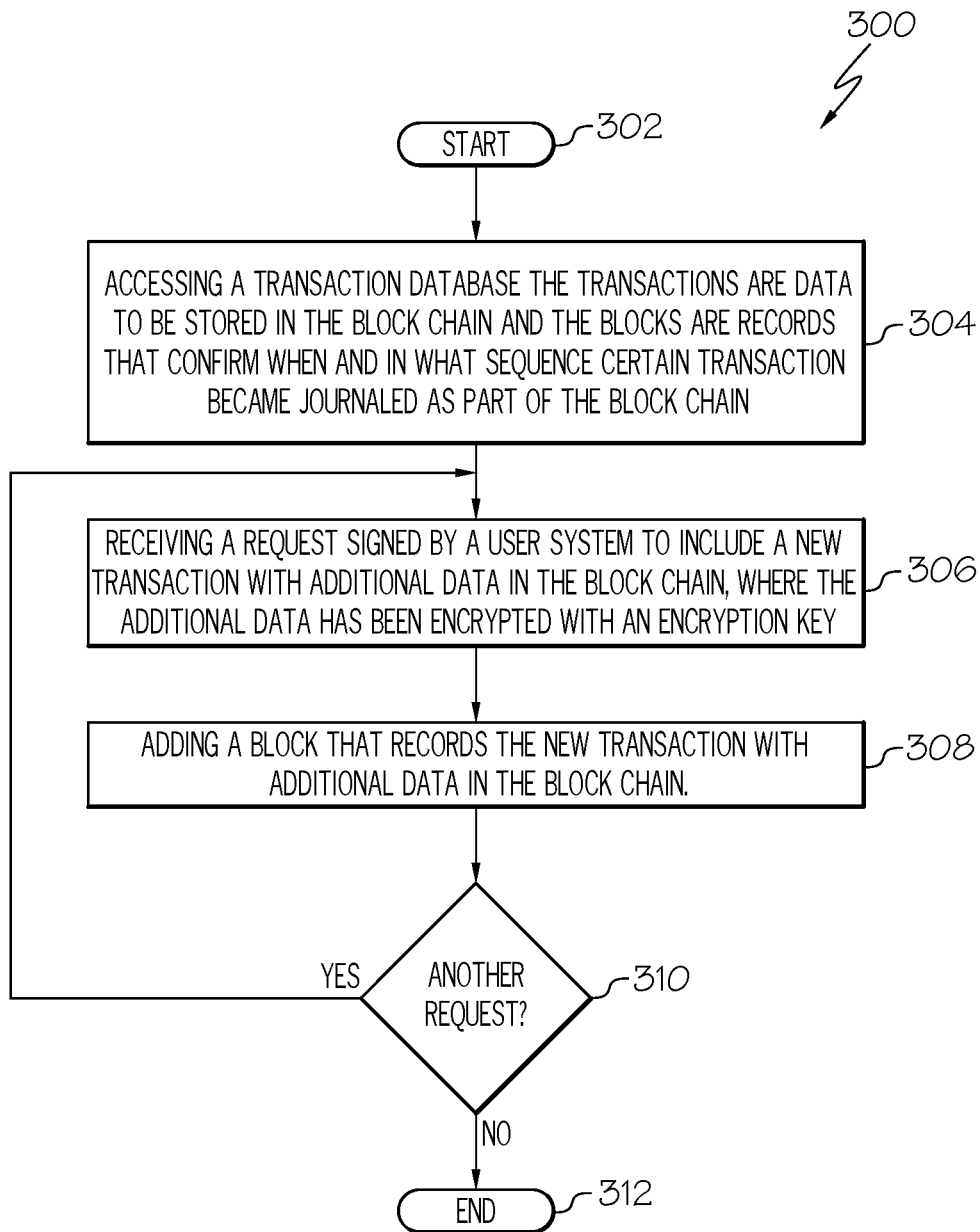 300
START
302
ACCESSING A TRANSACTION DATABASE THE TRANSACTIONS ARE DATA
TO BE STORED IN THE BLOCK CHAIN AND THE BLOCKS ARE RECORDS
THAT CONFIRM WHEN AND IN WHAT SEQUENCE CERTAIN TRANSACTION
BECAME JOURNALED AS PART OF THE BLOCK CHAIN
304
RECEIVING A REQUEST SIGNED BY A USER SYSTEM TO INCLUDE A NEW
TRANSACTION WITH ADDITIONAL DATA IN THE BLOCK CHAIN, WHERE THE
ADDITIONAL DATA HAS BEEN ENCRYPTED WITH AN ENCRYPTION KEY
306
ADDING A BLOCK THAT RECORDS THE NEW TRANSACTION WITH
ADDITIONAL DATA IN THE BLOCK CHAIN.
308
YES
ANOTHER
REQUEST?
310
NO
END
312